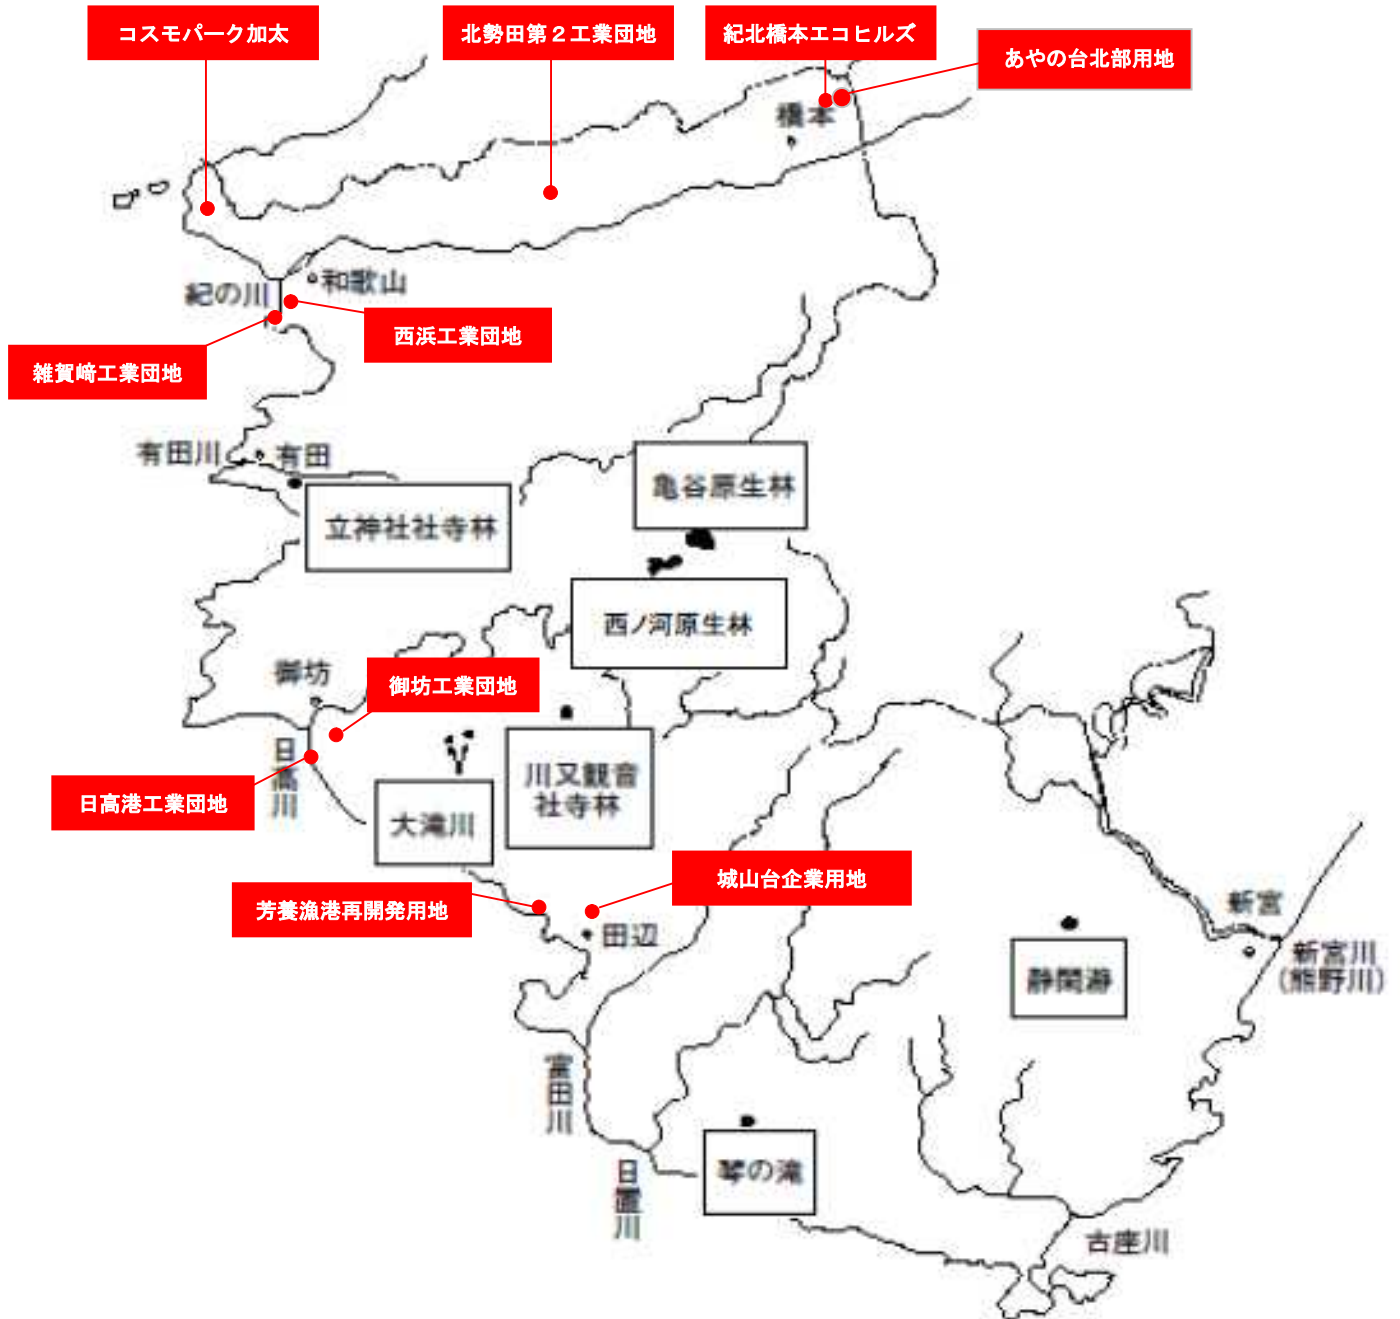 コスモパーク加太
北勢田第２工業団地
紀北橋本エコヒルズ
あやの台北部用地
橋本
紀の川
和歌山
西浜工業団地
雑賀崎工業団地
有田川
有田
立神社社寺林
亀谷原生林
西ノ河原生林
御坊
御坊工業団地
日高川
日高港工業団地
大滝川
川又観音
社寺林
城山台企業用地
芳養漁港再開発用地
田辺
新宮
新宮川
(熊野川)
静閑瀞
富田川
日置川
琴の滝
古座川